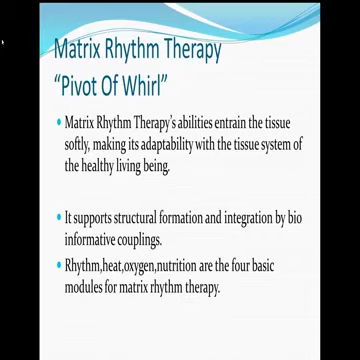 Matrix Rhythm Therapy
“Pivot Of Whirl”
• Matrix Rhythm Therapy's abilities entrain the tissue
softly, making its adaptability with the tissue system of
the healthy living being.
• It supports structural formation and integration by bio
informative couplings.
• Rhythm,heat,oxygen,nutrition are the four basic
modules for matrix rhythm therapy.